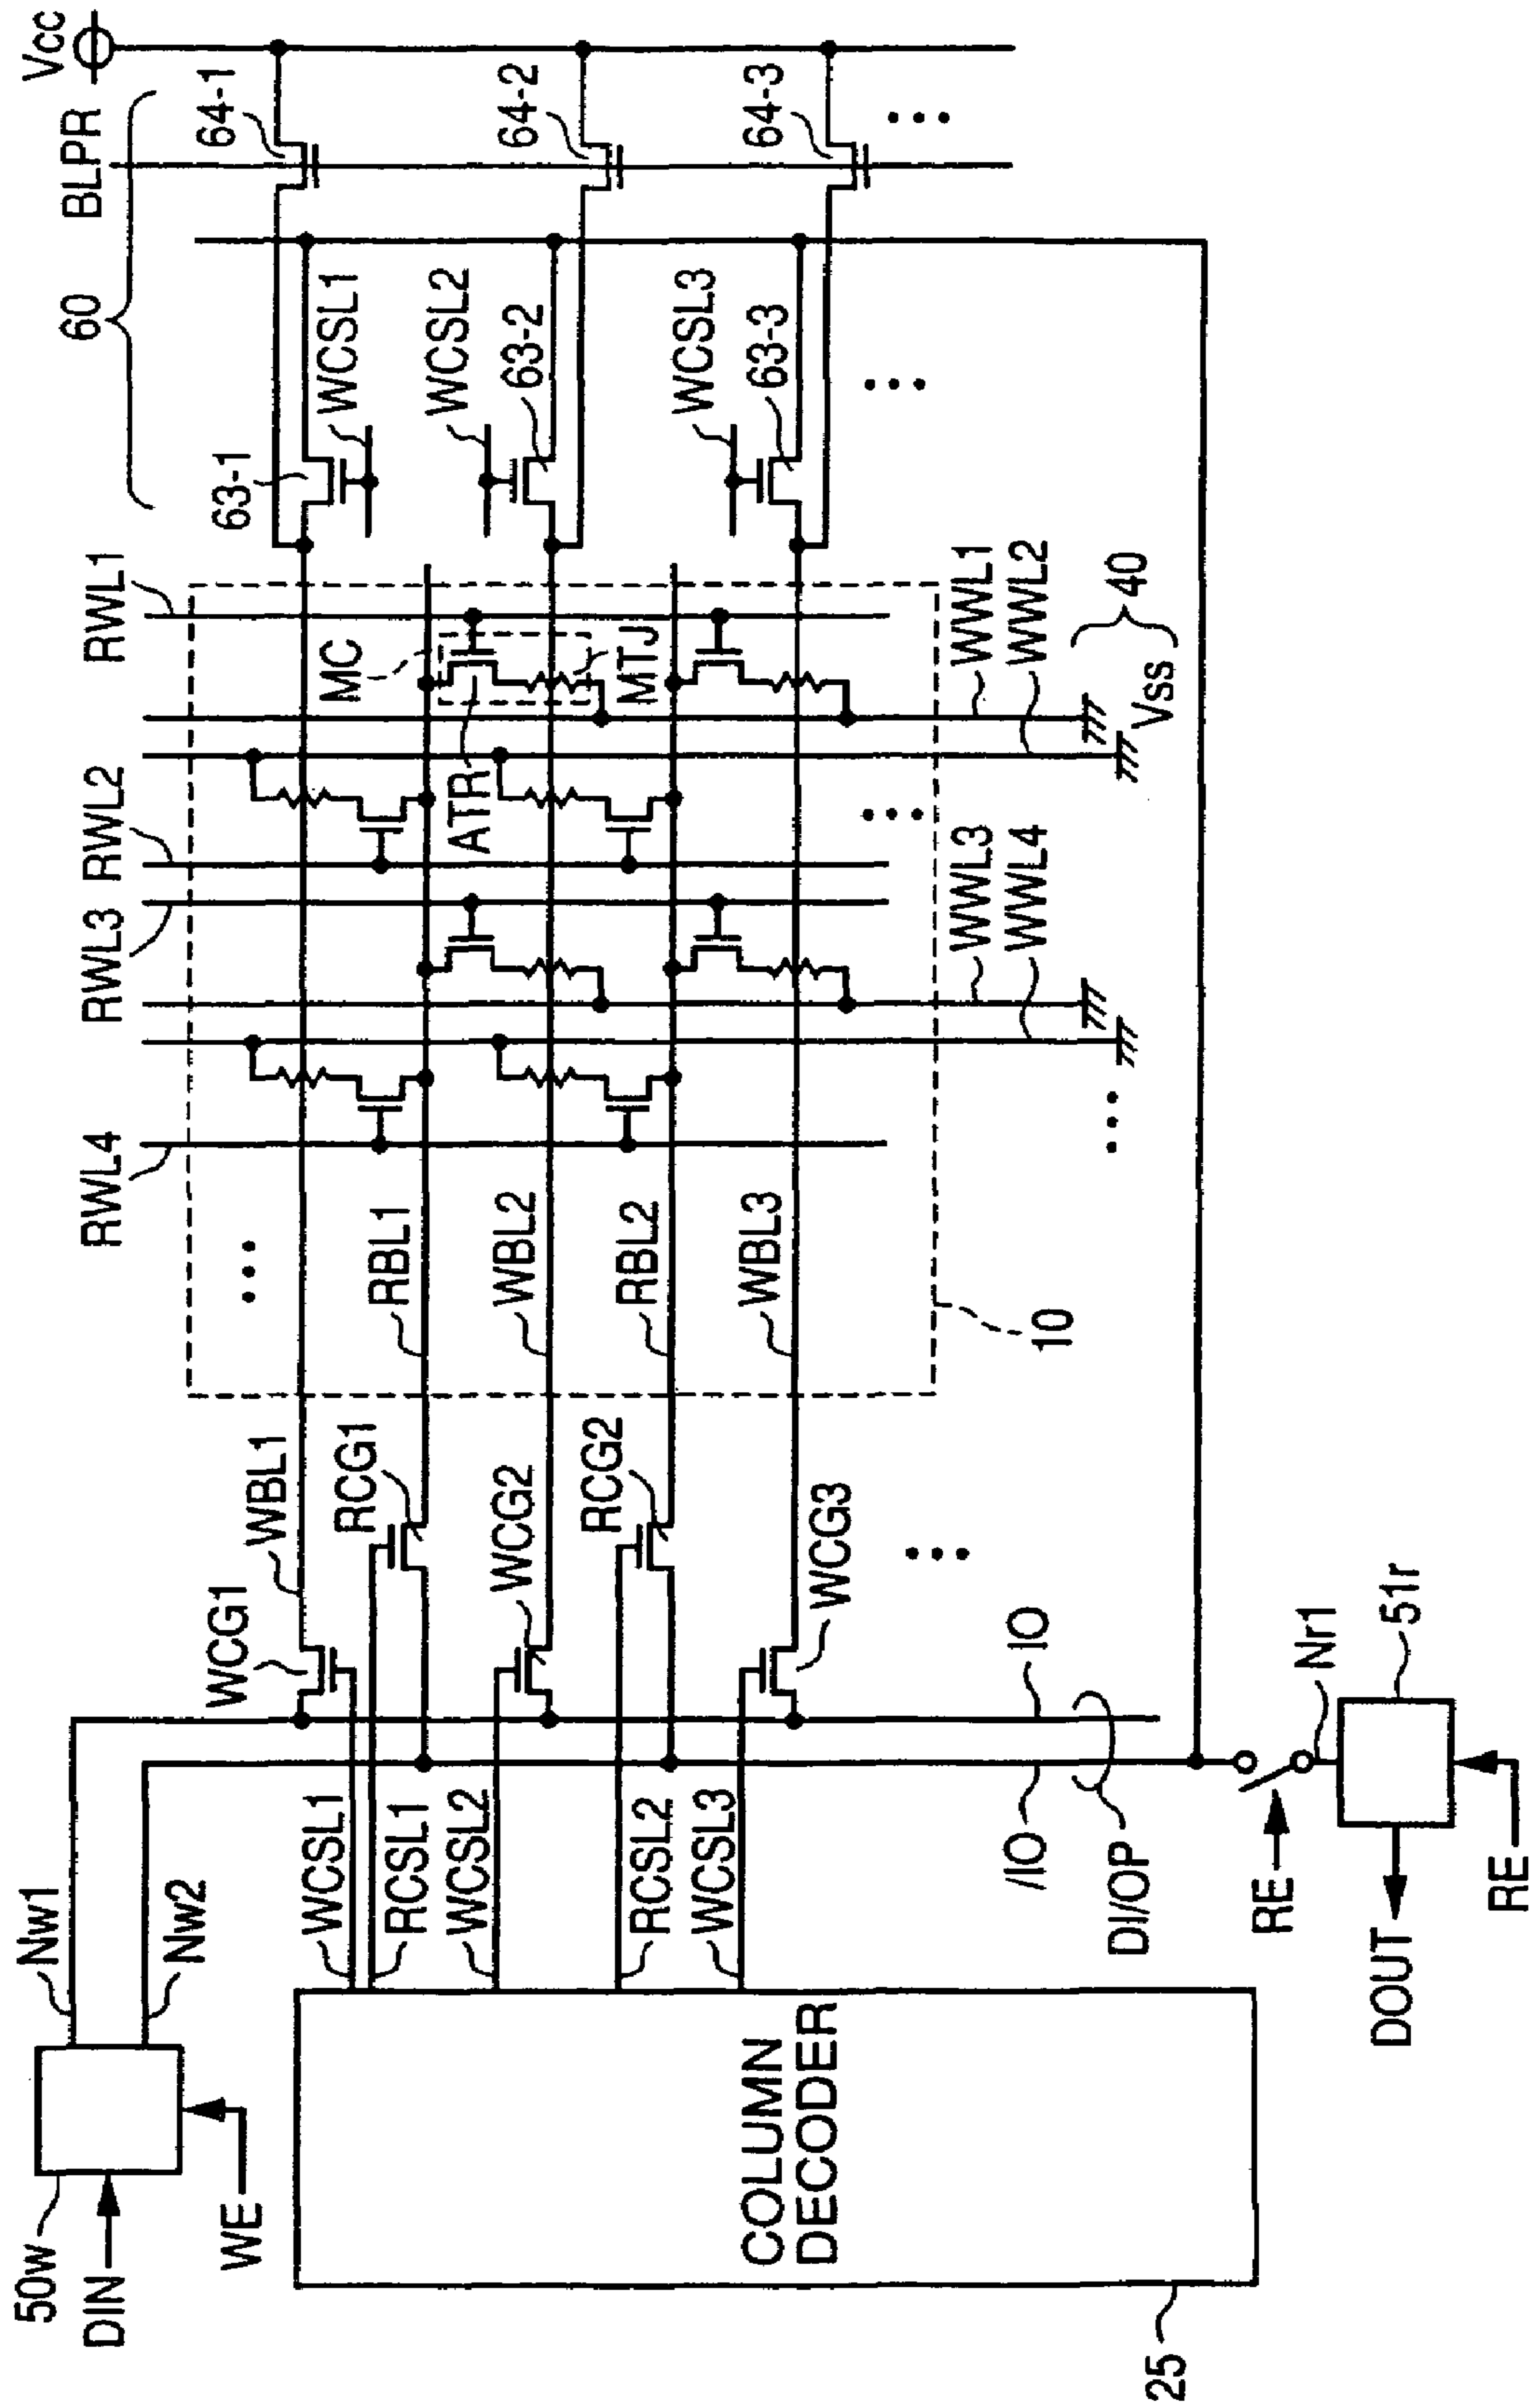 Vcc
BLPR
60
64-1
64-2
64-3
63-1
WCSL1
WCSL2
63-2
WCSL3
63-3
RWL1
RWL2
RWL3
RWL4
MC
MTJ
ATR
WWL1
WWL2
40
Vss
WWL3
WWL4
RBL1
WBL2
RBL2
WBL3
10
WBL1
RCG1
WCG2
RCG2
WCG3
WCG1
IO
/IO
DI/OP
Nr1
51r
RE
DOUT
RE
Nw1
Nw2
WCSL1
RCSL1
WCSL2
RCSL2
WCSL3
50w
DIN
WE
COLUMN
DECODER
25